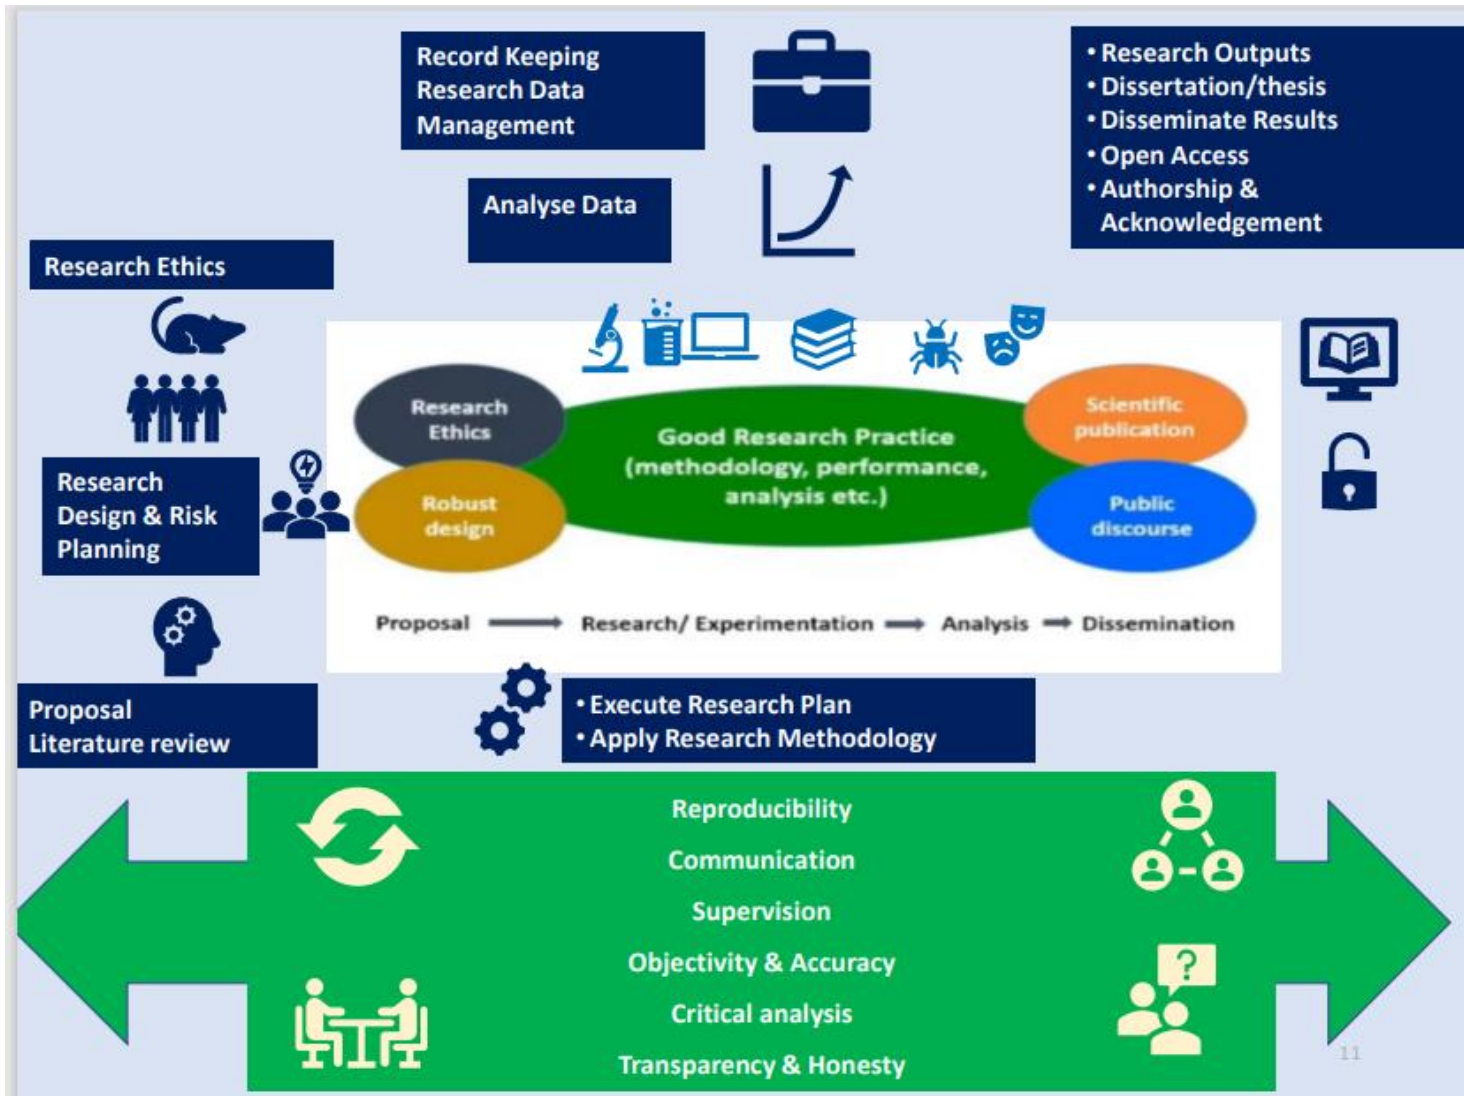 Record Keeping
Research Data
Management
• Research Outputs
• Dissertation/thesis
• Disseminate Results
• Open Access
• Authorship &
Acknowledgement
Analyse Data
Research Ethics
Research
Design & Risk
Planning
Proposal
Literature review
Research
Ethics
Robust
design
Good Research Practice
(methodology, performance,
analysis etc.)
Scientific
publication
Public
discourse
Proposal Research/ Experimentation Analysis Dissemination
• Execute Research Plan
• Apply Research Methodology
Reproducibility
Communication
Supervision
Objectivity & Accuracy
Critical analysis
Transparency & Honesty
?
11